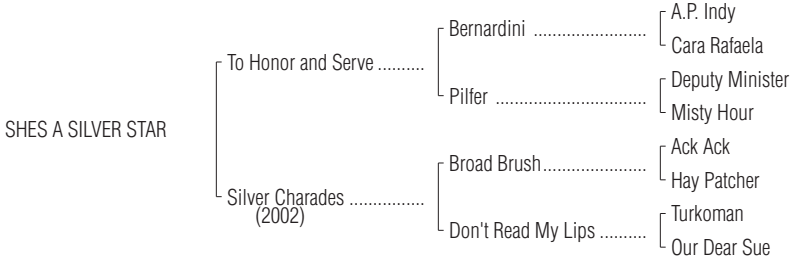 A.P. Indy
Bernardini ........................
Cara Rafaela
To Honor and Serve ..........
Deputy Minister
Pilfer ................................
Misty Hour
SHES A SILVER STAR
Ack Ack
Broad Brush......................
Hay Patcher
Silver Charades ................
(2002)
Turkoman
Don't Read My Lips ..........
Our Dear Sue